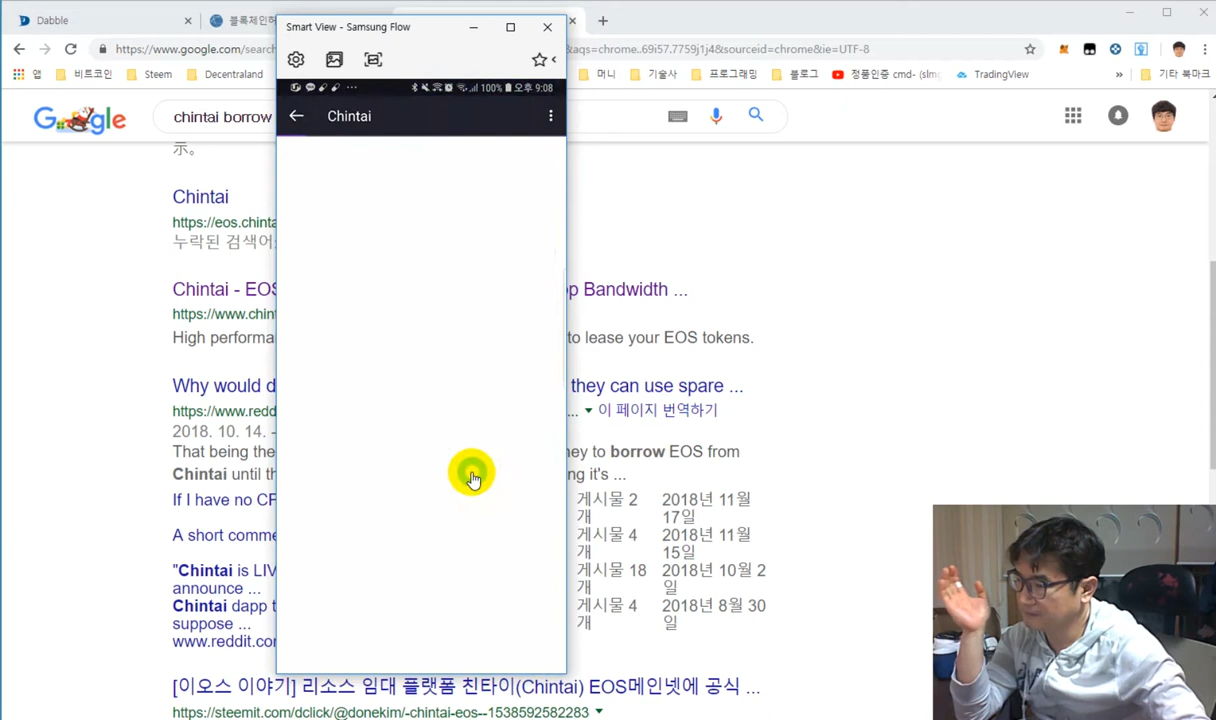 Dabble
블록체인허
https://www.google.com/search
&aqs=chrome..69i57.7759j1j4&sourceid=chrome&ie=UTF-8
앱
비트코인
Steem
Decentraland
머니
기술사
프로그래밍
블로그
정품인증 cmd- (slmg
TradingView
»
기타 북마크
Smart View - Samsung Flow
100% 오후 9:08
Chintai
Google
chintai borrow
示。
Chintai
https://eos.chinta
누락된 검색어:
Chintai - EOS
pp Bandwidth ...
https://www.chint
High performa
to lease your EOS tokens.
Why would d
they can use spare ...
https://www.redd
... ▼ 이 페이지 번역하기
2018. 10. 14. -
That being the
ney to borrow EOS from
Chintai until th
ng it's ...
If I have no CP
게시물 2개
2018년 11월 17일
A short comme
게시물 4개
2018년 11월 15일
"Chintai is LIV
announce ...
게시물 18개
2018년 10월 2일
Chintai dapp t
suppose ...
게시물 4개
2018년 8월 30일
www.reddit.com
[이오스 이야기] 리소스 임대 플랫폼 친타이(Chintai) EOS메인넷에 공식 ...
https://steemit.com/dclick/@donekim/-chintai-eos--1538592582283